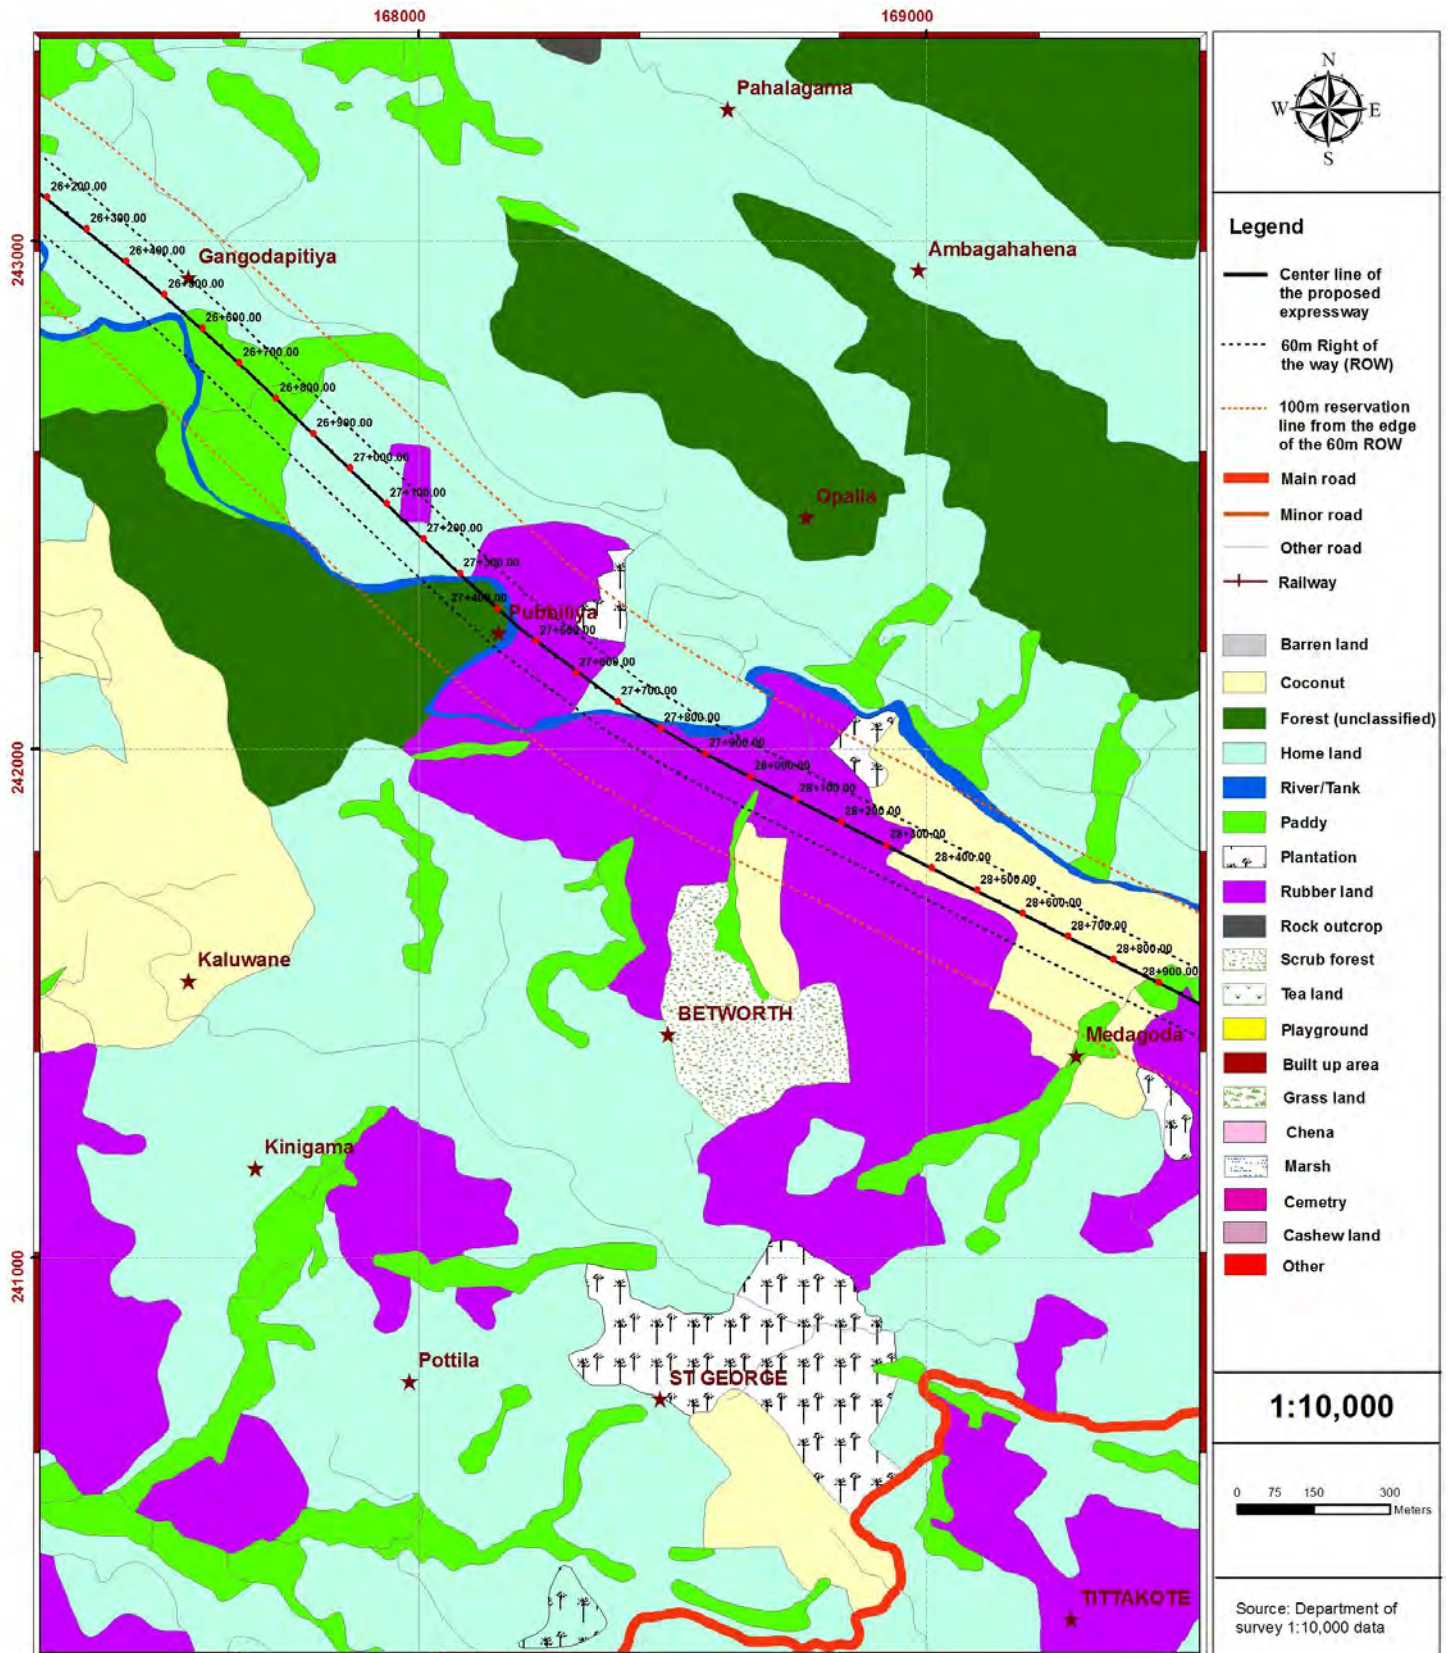 168000
169000
243000
242000
241000
Pahalagama
26+200.00
26+300.00
26+400.00
Gangodapitiya
Ambagahahena
26+500.00
26+600.00
26+700.00
26+800.00
26+900.00
27+000.00
27+100.00
Opalla
27+200.00
27+300.00
27+400.00
Pubbiliya
27+500.00
27+600.00
27+700.00
27+800.00
27+900.00
28+000.00
28+100.00
28+200.00
28+300.00
28+400.00
28+500.00
28+600.00
28+700.00
28+800.00
28+900.00
Kaluwane
BETWORTH
Medagoda
Kinigama
Pottila
ST GEORGE
TITTAKOTE
N
W
E
S
Legend
Center line of
the proposed
expressway
60m Right of
the way (ROW)
100m reservation
line from the edge
of the 60m ROW
Main road
Minor road
Other road
Railway
Barren land
Coconut
Forest (unclassified)
Home land
River/Tank
Paddy
Plantation
Rubber land
Rock outcrop
Scrub forest
Tea land
Playground
Built up area
Grass land
Chena
Marsh
Cemetry
Cashew land
Other
1:10,000
0 75 150 300
Meters
Source: Department of
survey 1:10,000 data